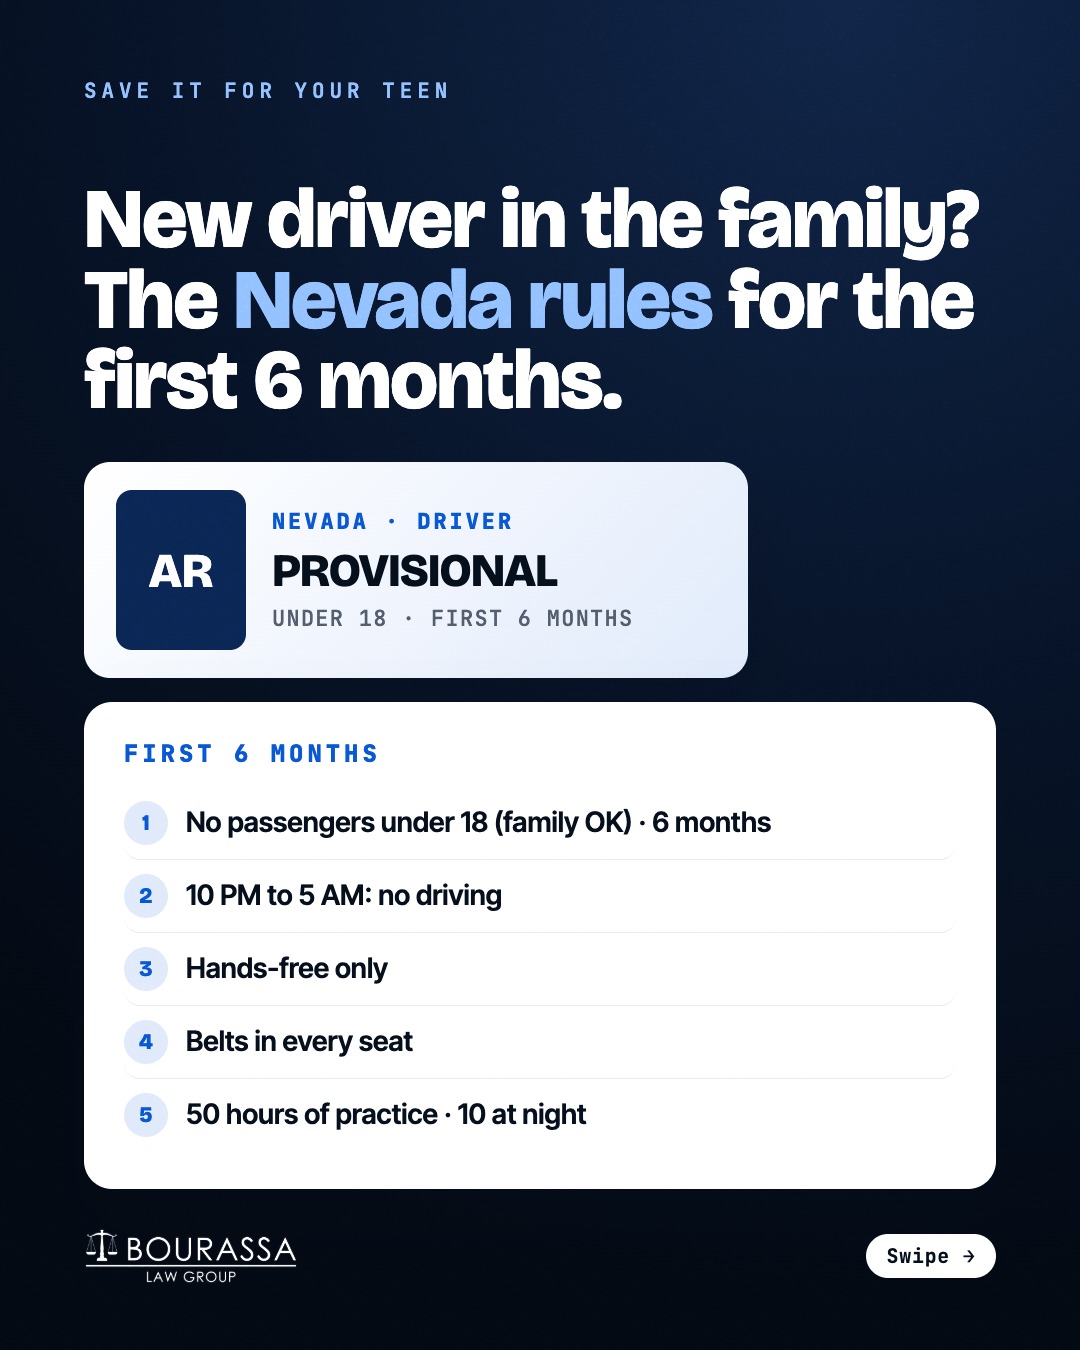 SAVE IT FOR YOUR TEEN
New driver in the family?
The Nevada rules for the
first 6 months.
AR
NEVADA · DRIVER
PROVISIONAL
UNDER 18 · FIRST 6 MONTHS
FIRST 6 MONTHS
1 No passengers under 18 (family OK) · 6 months
2 10 PM to 5 AM: no driving
3 Hands-free only
4 Belts in every seat
5 50 hours of practice · 10 at night
BOURASSA
LAW GROUP
Swipe →